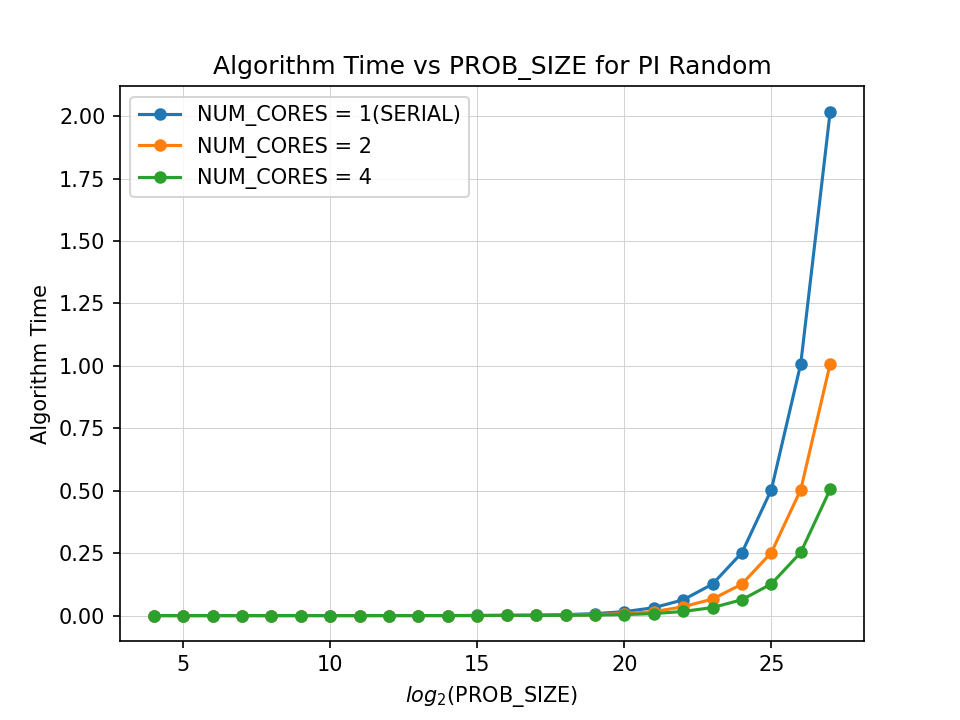 Algorithm Time vs PROB_SIZE for PI Random
NUM_CORES = 1(SERIAL)
NUM_CORES = 2
NUM_CORES = 4
Algorithm Time
2.00
1.75
1.50
1.25
1.00
0.75
0.50
0.25
0.00
5 10 15 20 25
log₂(PROB_SIZE)